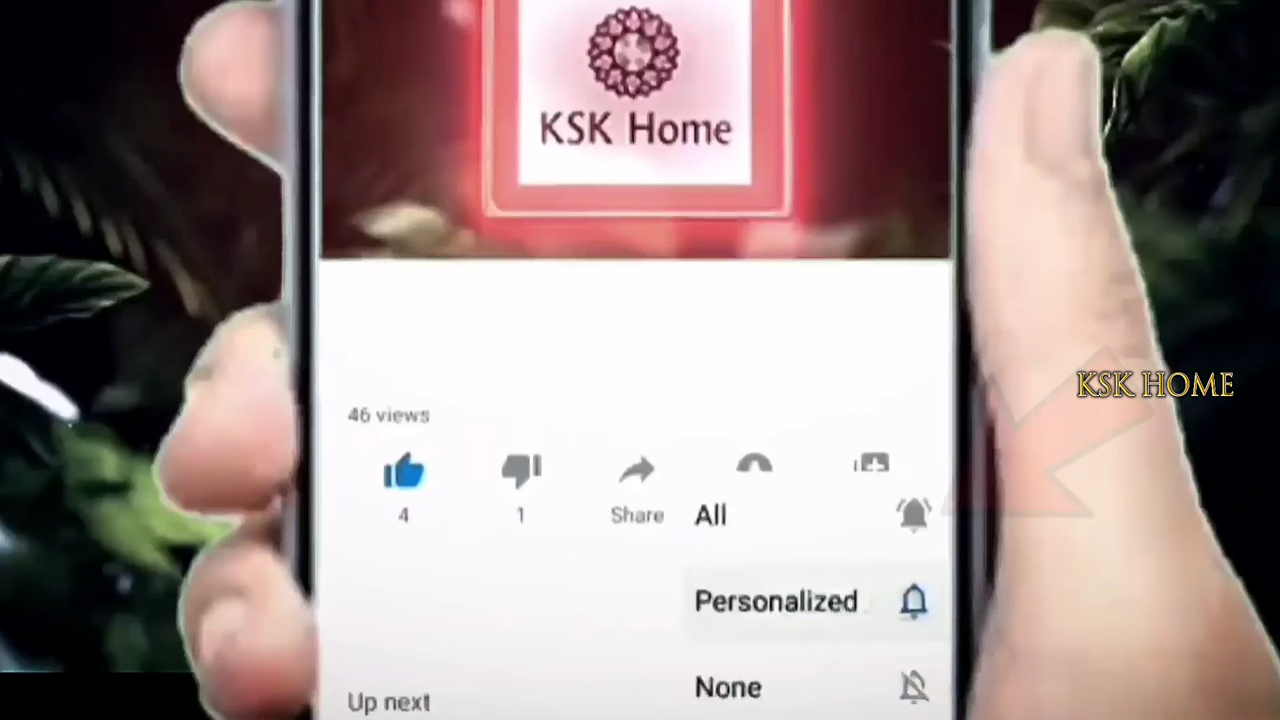 KSK Home
KSK HOME
46 views
4
1
Share
All
Personalized
None
Up next